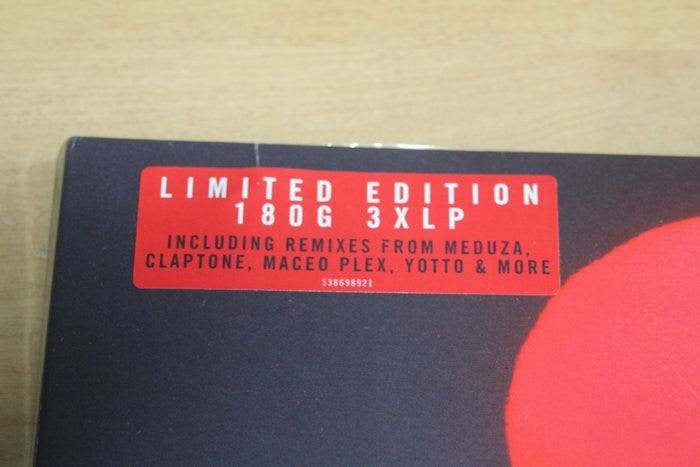 LIMITED EDITION
180G 3XLP
INCLUDING REMIXES FROM MEDUZA,
CLAPTONE, MACEO PLEX, YOTTO & MORE
538698921